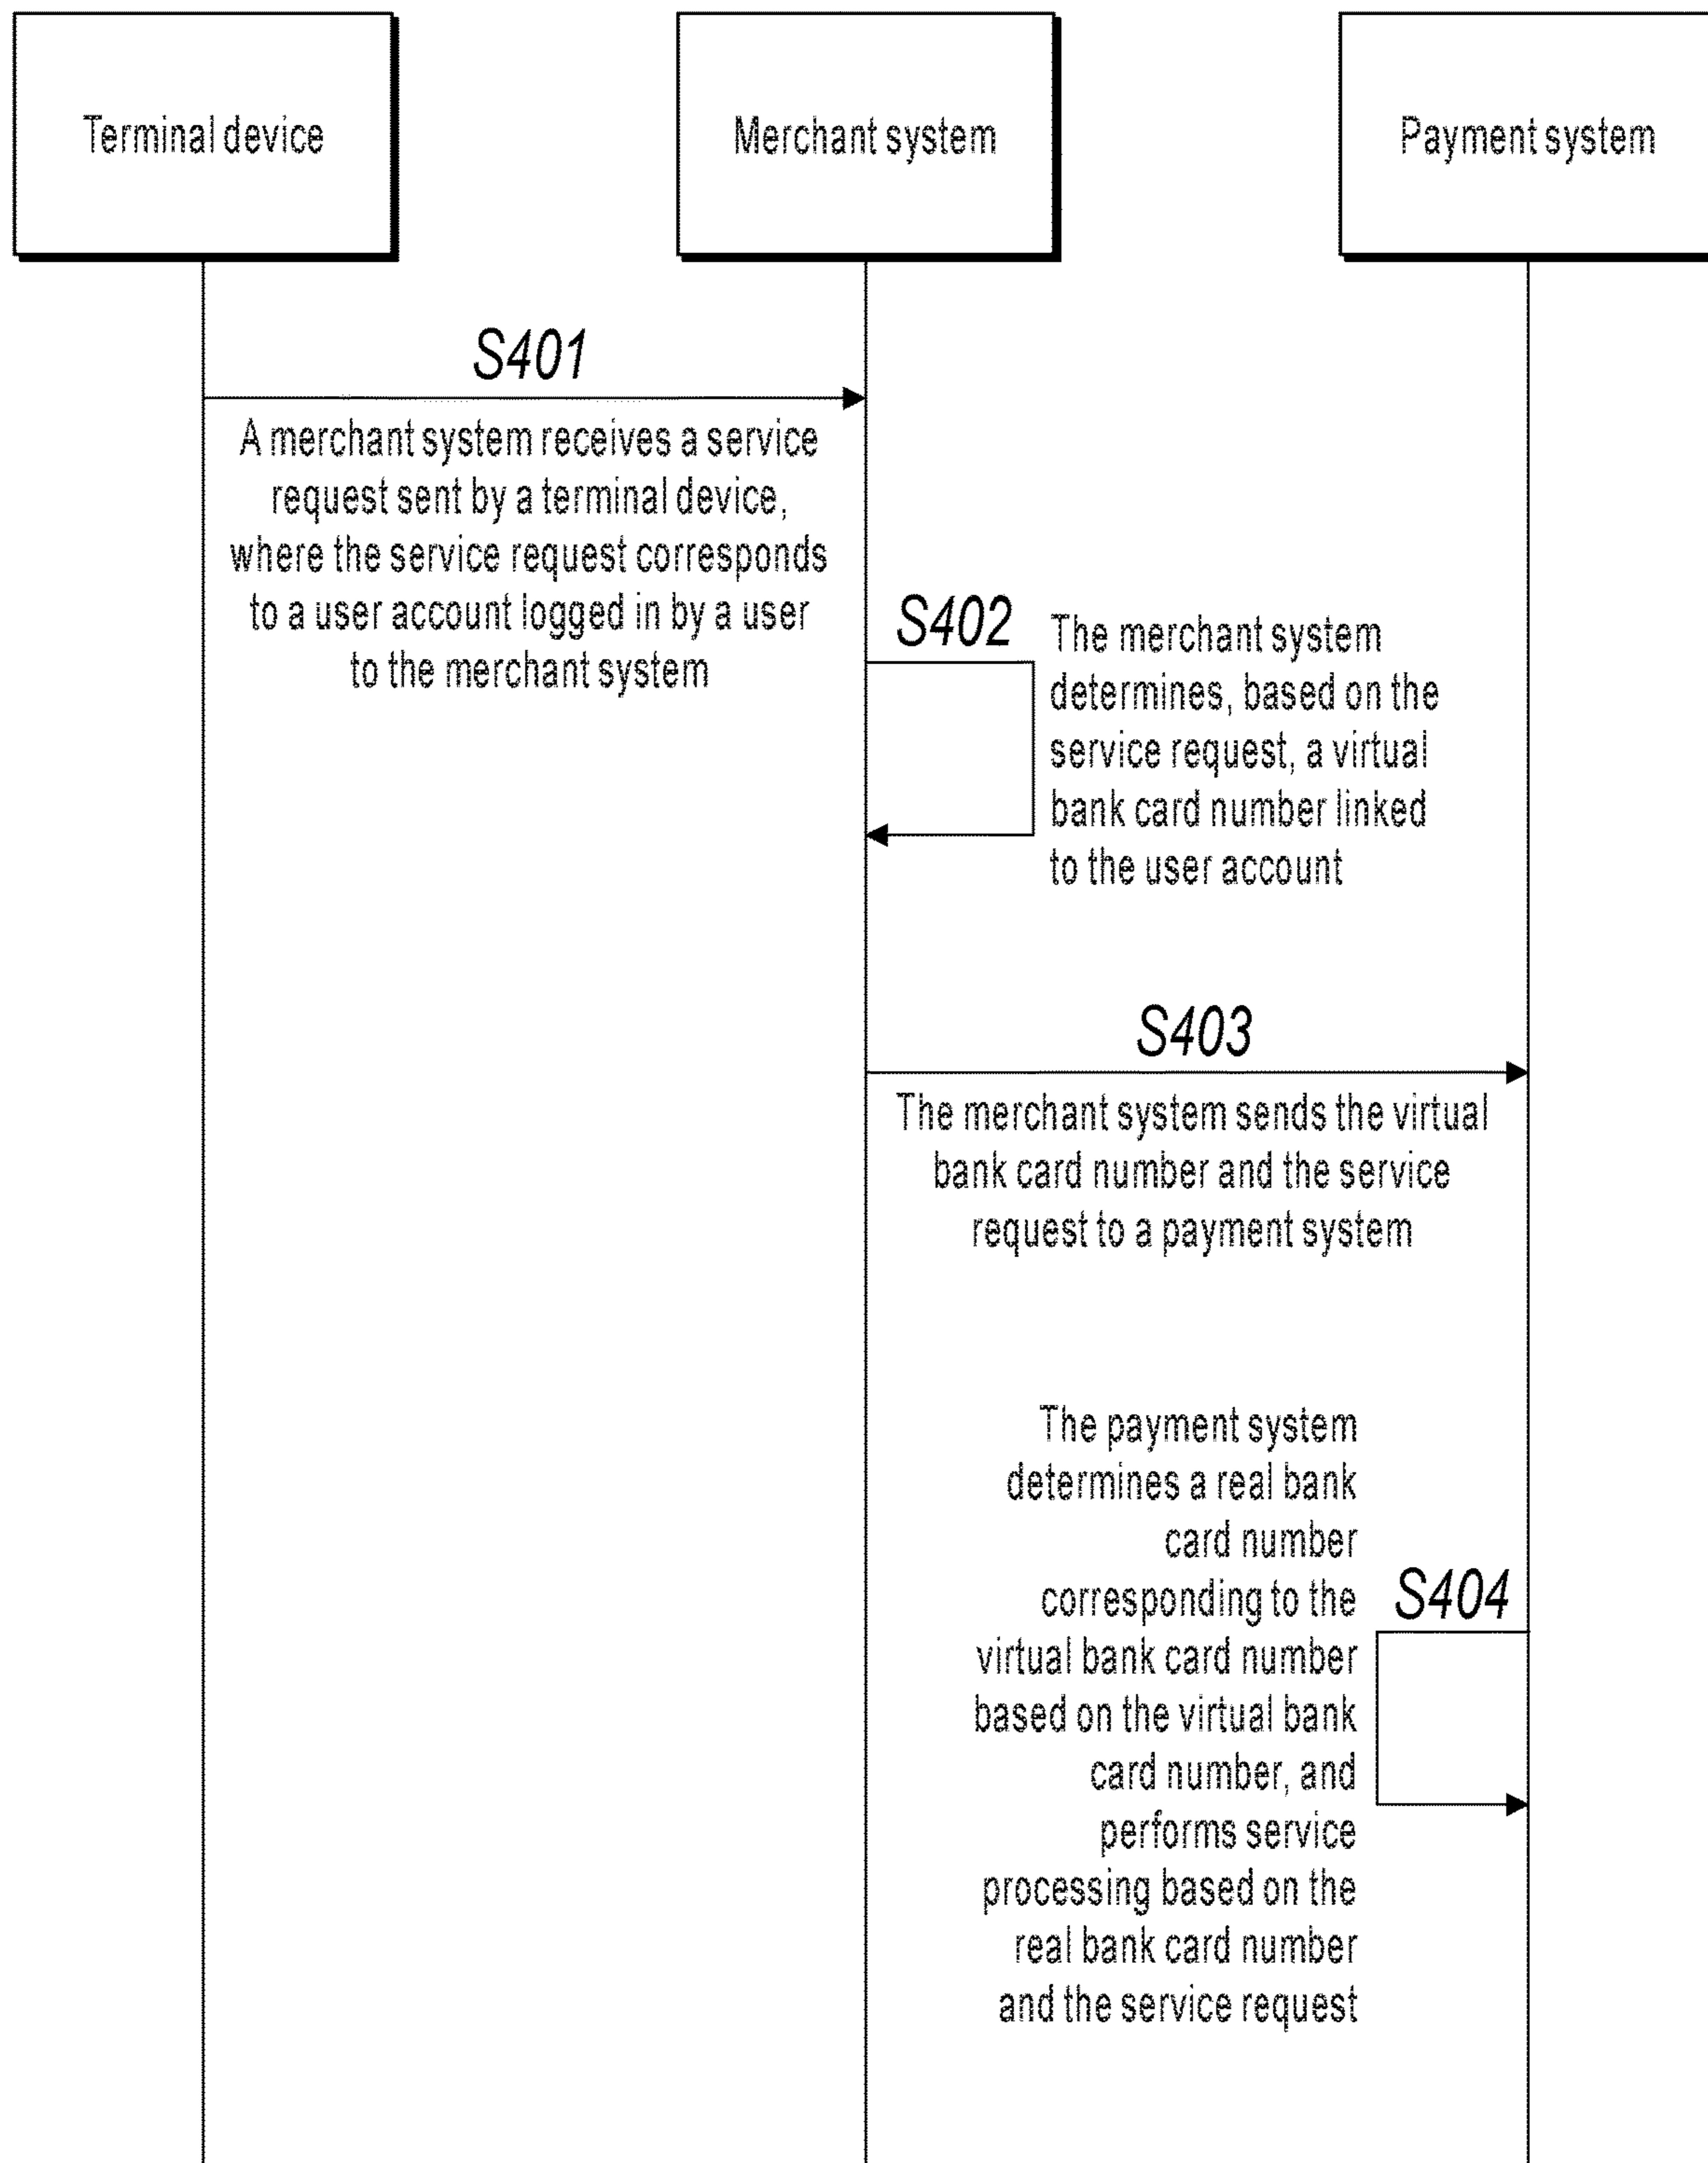 Terminal device
Merchant system
Payment system
S401
A merchant system receives a service
request sent by a terminal device,
where the service request corresponds
to a user account logged in by a user
to the merchant system
S402
The merchant system
determines, based on the
service request, a virtual
bank card number linked
to the user account
S403
The merchant system sends the virtual
bank card number and the service
request to a payment system
The payment system
determines a real bank
card number
corresponding to the
virtual bank card number
based on the virtual bank
card number, and
performs service
processing based on the
real bank card number
and the service request
S404